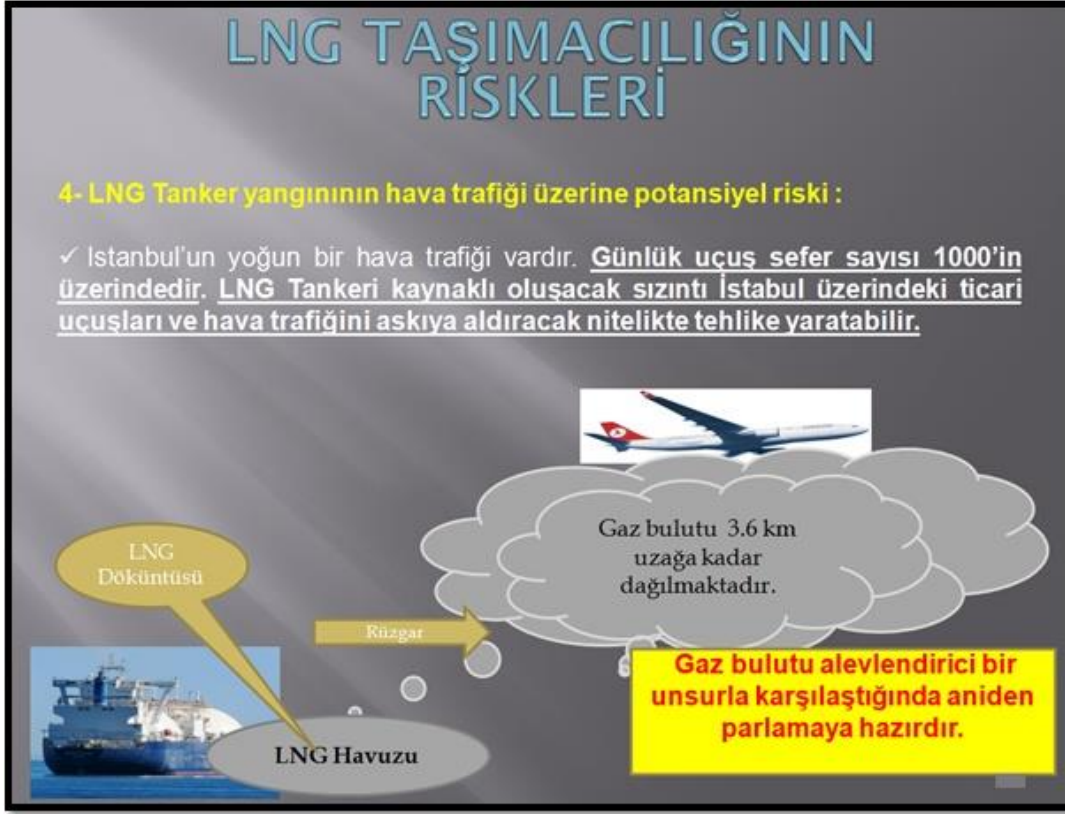 LNG TAŞIMACILIĞININ
RİSKLERİ
4- LNG Tanker yangınının hava trafiği üzerine potansiyel riski :
✓ Istanbul’un yoğun bir hava trafiği vardır. Günlük uçuş sefer sayısı 1000’in
üzerindedir. LNG Tankeri kaynaklı oluşacak sızıntı İstabul üzerindeki ticari
uçuşları ve hava trafiğini askıya aldıracak nitelikte tehlike yaratabilir.
Gaz bulutu 3.6 km
uzağa kadar
dağılmaktadır.
LNG
Döküntüsü
Rüzgar
Gaz bulutu alevlendirici bir
unsurla karşılaştığında aniden
parlamaya hazırdır.
LNG Havuzu